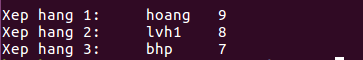 Xep hang 1: hoang 9
Xep hang 2: lvh1 8
Xep hang 3: bhp 7